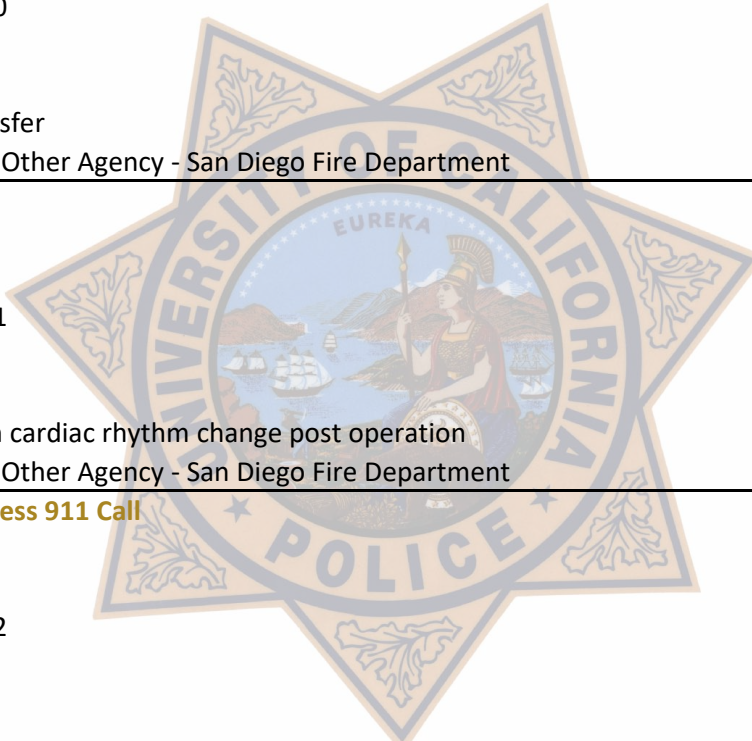 0
sfer
Other Agency - San Diego Fire Department
EUREKA
UNIVERSITY OF CALIFORNIA
1
cardiac rhythm change post operation
Other Agency - San Diego Fire Department
ess 911 Call
POLICE
2